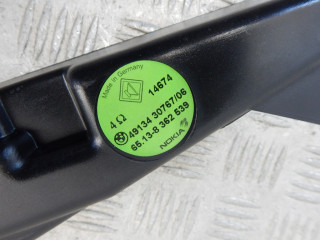 Made in Germany
14674
4 Ω
49134 30767/06
65.13-8 362 539
NOKIA